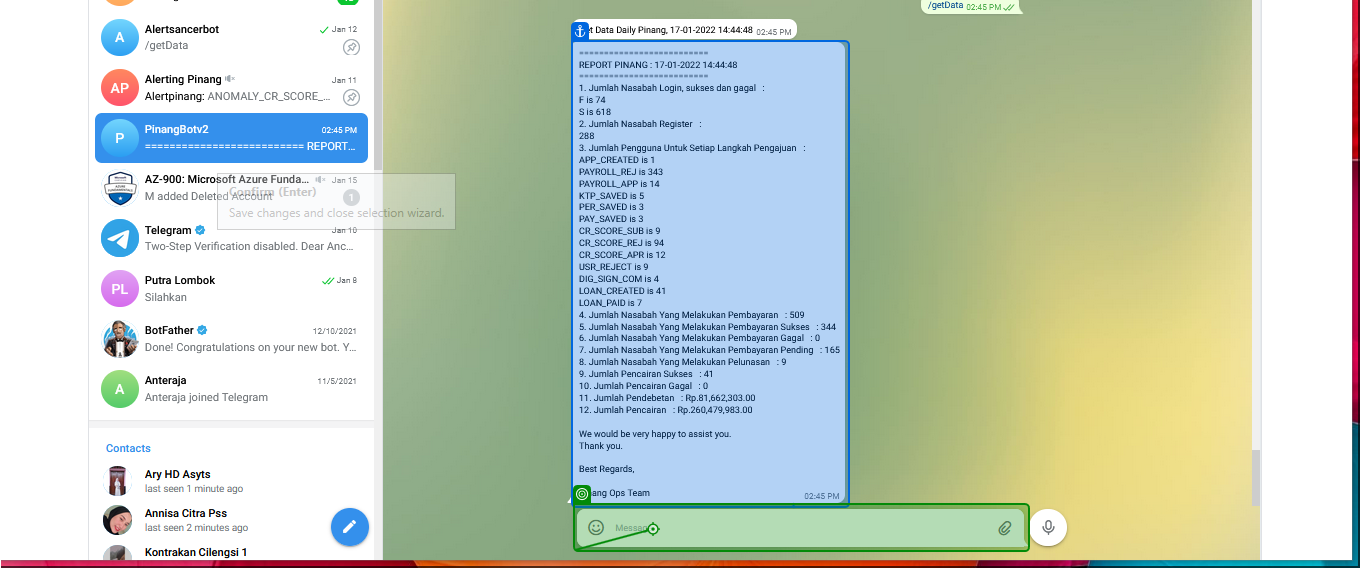 Alertsancerbot
Jan 12
/getData
AP
Alerting Pinang
Jan 11
Alertpinang: ANOMALY_CR_SCORE_...
P
PinangBotv2
02:45 PM
========================== REPORT...
AZ-900: Microsoft Azure Funda...
Jan 15
M added Deleted Account
1
Confirm (Enter)
Save changes and close selection wizard.
Telegram
Jan 10
Two-Step Verification disabled. Dear Anc...
PL
Putra Lombok
Jan 8
Silahkan
BotFather
12/10/2021
Done! Congratulations on your new bot. Y...
A
Anteraja
11/5/2021
Anteraja joined Telegram
Contacts
Ary HD Asyts
last seen 1 minute ago
Annisa Citra Pss
last seen 2 minutes ago
Kontrakan Cilengsi 1
/getData 02:45 PM
Data Daily Pinang, 17-01-2022 14:44:48 02:45 PM
==========================
REPORT PINANG : 17-01-2022 14:44:48
==========================
1. Jumlah Nasabah Login, sukses dan gagal :
F is 74
S is 618
2. Jumlah Nasabah Register :
288
3. Jumlah Pengguna Untuk Setiap Langkah Pengajuan :
APP_CREATED is 1
PAYROLL_REJ is 343
PAYROLL_APP is 14
KTP_SAVED is 5
PER_SAVED is 3
PAY_SAVED is 3
CR_SCORE_SUB is 9
CR_SCORE_REJ is 94
CR_SCORE_APR is 12
USR_REJECT is 9
DIG_SIGN_COM is 4
LOAN_CREATED is 41
LOAN_PAID is 7
4. Jumlah Nasabah Yang Melakukan Pembayaran : 509
5. Jumlah Nasabah Yang Melakukan Pembayaran Sukses : 344
6. Jumlah Nasabah Yang Melakukan Pembayaran Gagal : 0
7. Jumlah Nasabah Yang Melakukan Pembayaran Pending : 165
8. Jumlah Nasabah Yang Melakukan Pelunasan : 9
9. Jumlah Pencairan Sukses : 41
10. Jumlah Pencairan Gagal : 0
11. Jumlah Pendebetan : Rp.81,662,303.00
12. Jumlah Pencairan : Rp.260,479,983.00
We would be very happy to assist you.
Thank you.
Best Regards,
Ops Team
02:45 PM